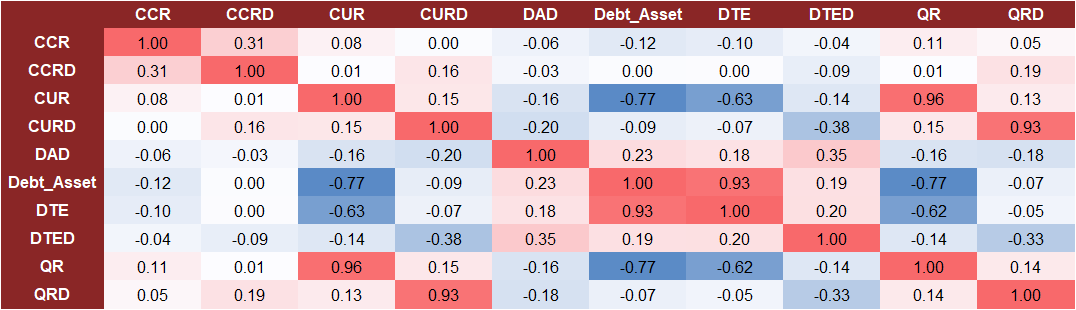 CCR CCRD CUR CURD DAD Debt_Asset DTE DTED QR QRD
CCR 1.00 0.31 0.08 0.00 -0.06 -0.12 -0.10 -0.04 0.11 0.05
CCRD 0.31 1.00 0.01 0.16 -0.03 0.00 0.00 -0.09 0.01 0.19
CUR 0.08 0.01 1.00 0.15 -0.16 -0.77 -0.63 -0.14 0.96 0.13
CURD 0.00 0.16 0.15 1.00 -0.20 -0.09 -0.07 -0.38 0.15 0.93
DAD -0.06 -0.03 -0.16 -0.20 1.00 0.23 0.18 0.35 -0.16 -0.18
Debt_Asset -0.12 0.00 -0.77 -0.09 0.23 1.00 0.93 0.19 -0.77 -0.07
DTE -0.10 0.00 -0.63 -0.07 0.18 0.93 1.00 0.20 -0.62 -0.05
DTED -0.04 -0.09 -0.14 -0.38 0.35 0.19 0.20 1.00 -0.14 -0.33
QR 0.11 0.01 0.96 0.15 -0.16 -0.77 -0.62 -0.14 1.00 0.14
QRD 0.05 0.19 0.13 0.93 -0.18 -0.07 -0.05 -0.33 0.14 1.00